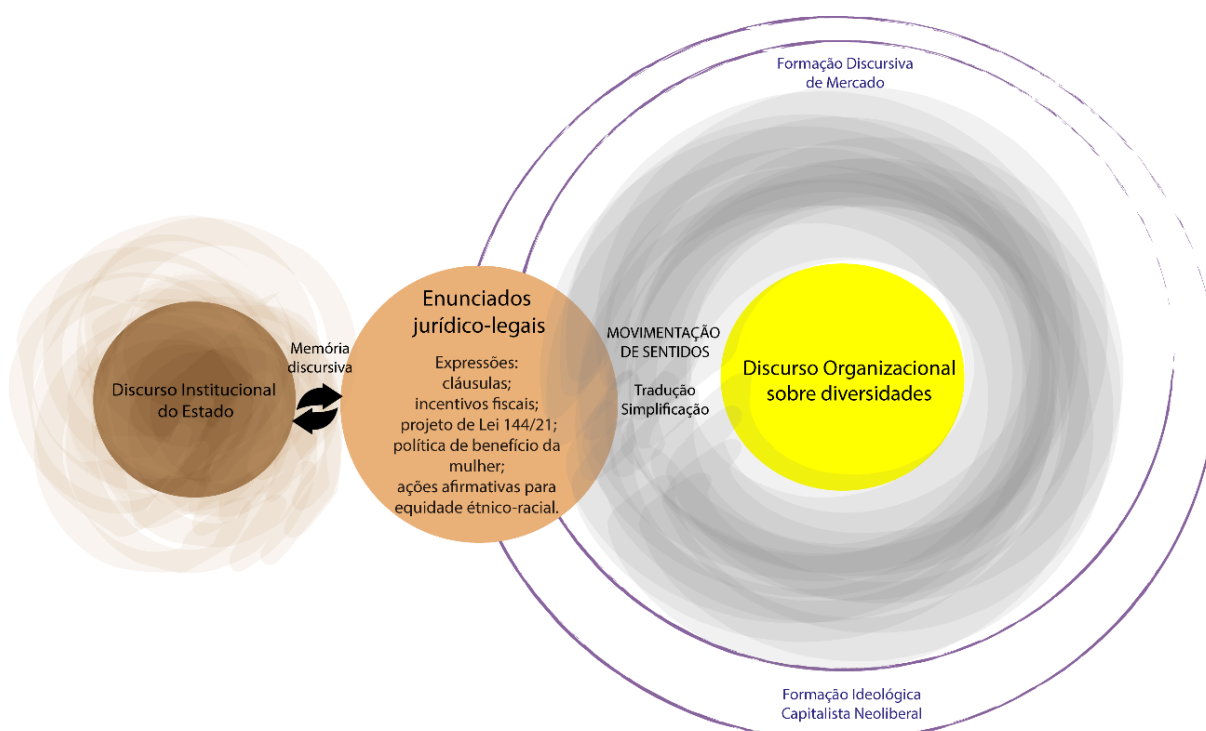 Formação Discursiva
de Mercado
Enunciados
jurídico-legais
Expressões:
cláusulas;
incentivos fiscais;
projeto de Lei 144/21;
política de benefício da
mulher;
ações afirmativas para
equidade étnico-racial.
Memória
discursiva
Discurso Institucional
do Estado
MOVIMENTAÇÃO
DE SENTIDOS
Tradução
Simplificação
Discurso Organizacional
sobre diversidades
Formação Ideológica
Capitalista Neoliberal